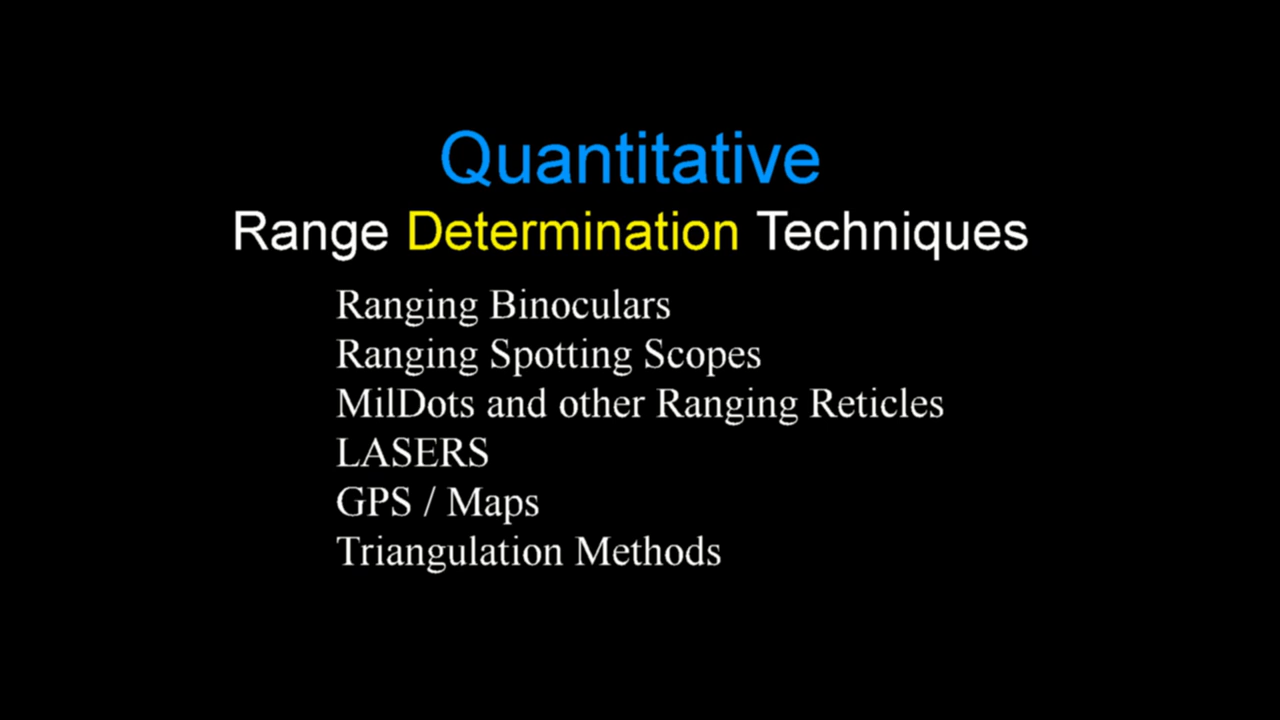 Quantitative
Range Determination Techniques
Ranging Binoculars
Ranging Spotting Scopes
MilDots and other Ranging Reticles
LASERS
GPS / Maps
Triangulation Methods